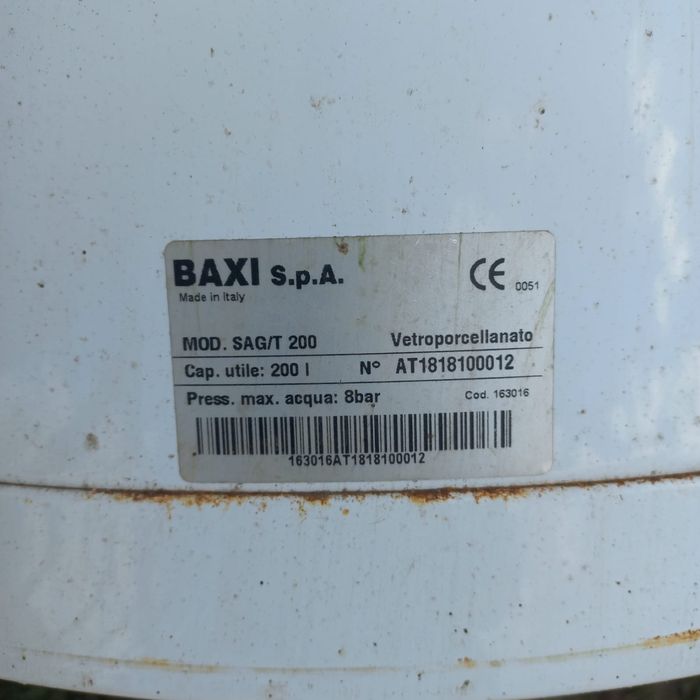 BAXI S.p.A.
Made in Italy
CE 0051
MOD. SAG/T 200 Vetroporcellanato
Cap. utile: 200 l N° AT1818100012
Press. max. acqua: 8bar Cod. 163016
163016AT1818100012